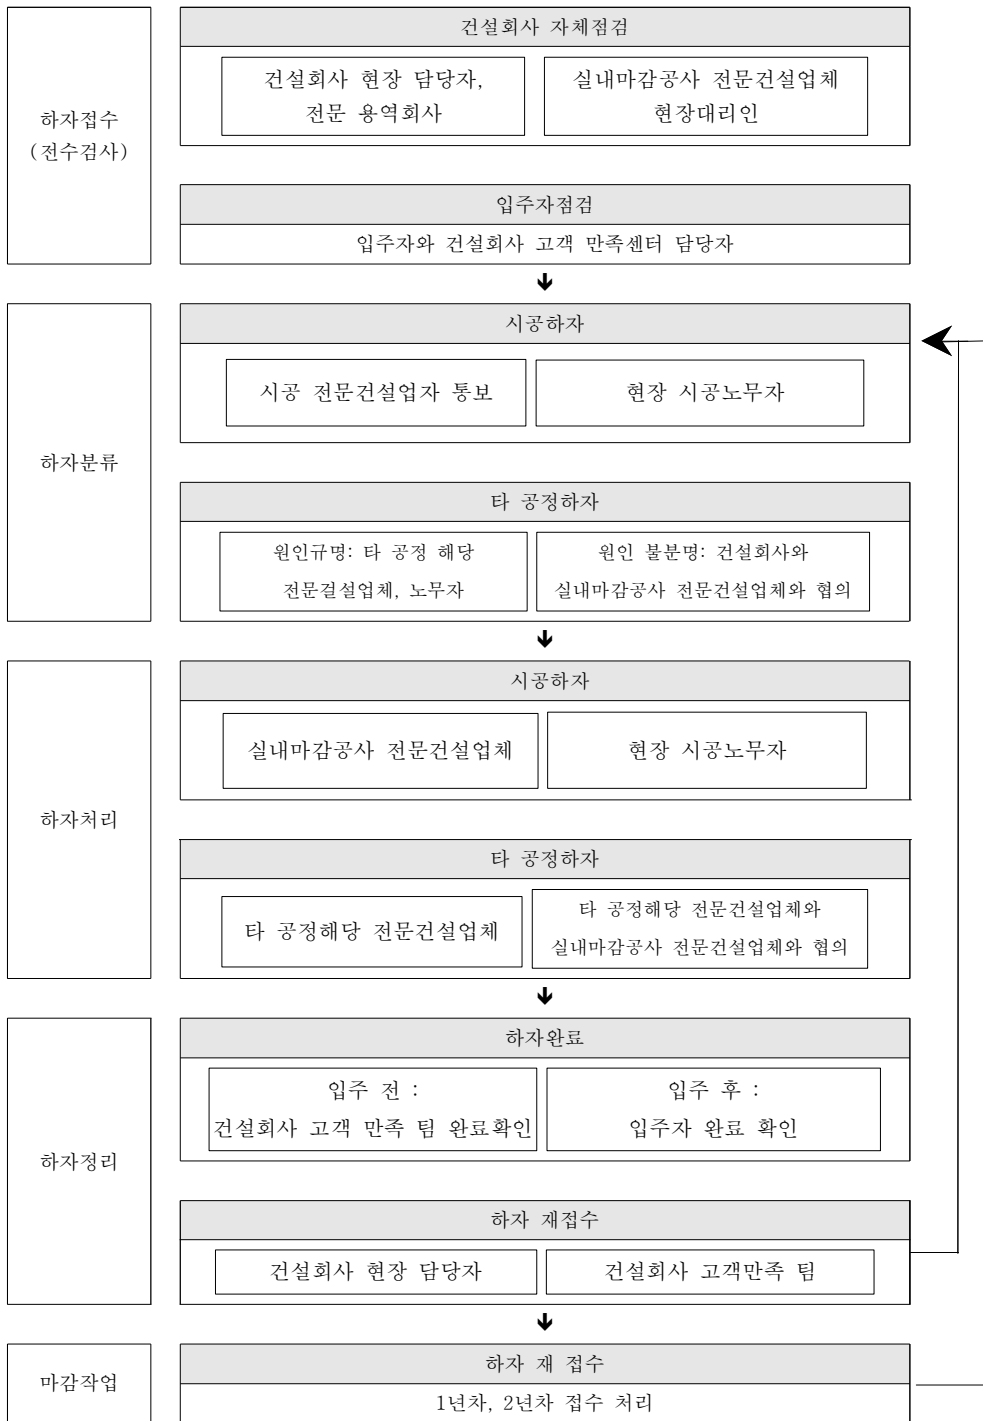 건설회사 자체점검
건설회사 현장 담당자,
전문 용역회사
실내마감공사 전문건설업체
현장대리인
하자접수
(전수검사)
입주자점검
입주자와 건설회사 고객 만족센터 담당자
시공하자
시공 전문건설업자 통보
현장 시공노무자
하자분류
타 공정하자
원인규명: 타 공정 해당
전문걸설업체, 노무자
원인 불분명: 건설회사와
실내마감공사 전문건설업체와 협의
시공하자
실내마감공사 전문건설업체
현장 시공노무자
하자처리
타 공정하자
타 공정해당 전문건설업체
타 공정해당 전문건설업체와
실내마감공사 전문건설업체와 협의
하자완료
입주 전 :
건설회사 고객 만족 팀 완료확인
입주 후 :
입주자 완료 확인
하자정리
하자 재접수
건설회사 현장 담당자
건설회사 고객만족 팀
마감작업
하자 재 접수
1년차, 2년차 접수 처리